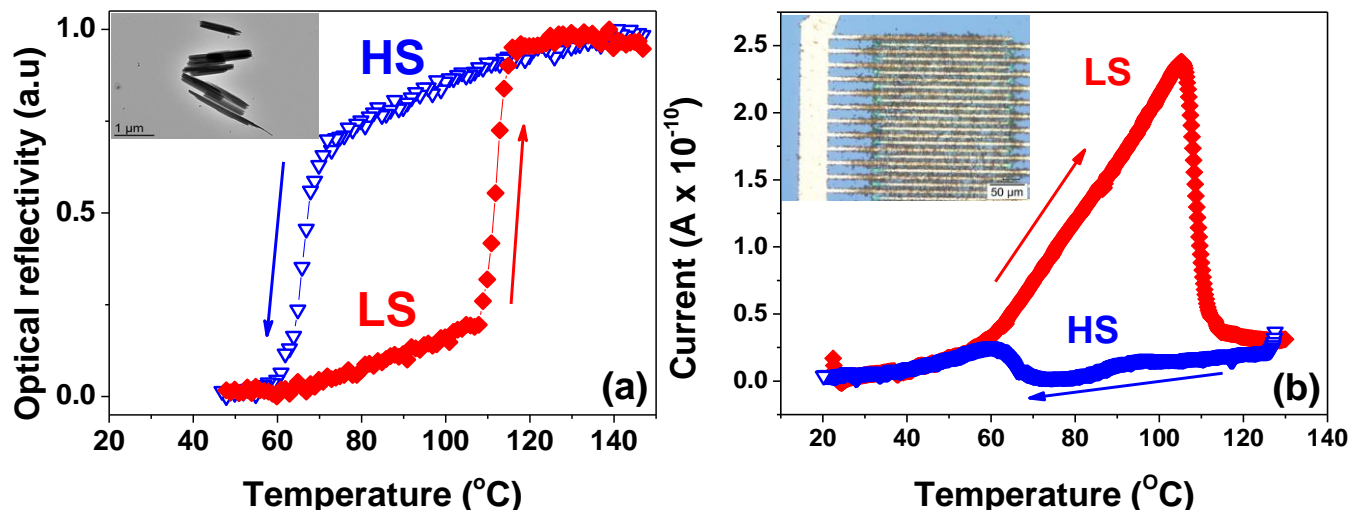 Optical reflectivity (a.u)
1.0
0.5
0.0
1 µm
HS
LS
(a)
20 40 60 80 100 120 140
Temperature (°C)
Current (A x 10⁻¹⁰)
2.5
2.0
1.5
1.0
0.5
0.0
50 µm
LS
HS
(b)
20 40 60 80 100 120 140
Temperature (ᴼC)